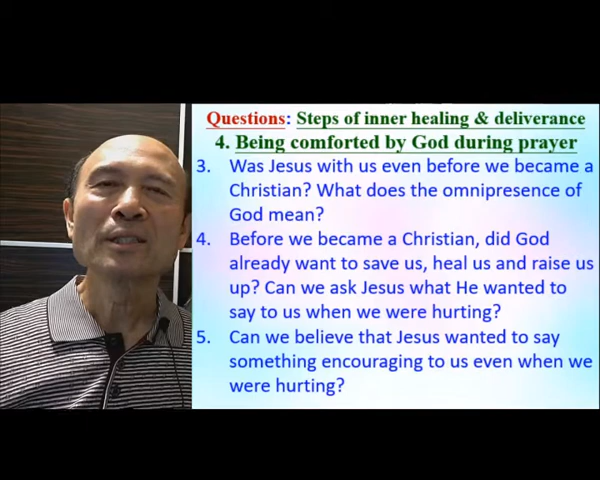 Questions: Steps of inner healing & deliverance
4. Being comforted by God during prayer
3. Was Jesus with us even before we became a
Christian? What does the omnipresence of
God mean?
4. Before we became a Christian, did God
already want to save us, heal us and raise us
up? Can we ask Jesus what He wanted to
say to us when we were hurting?
5. Can we believe that Jesus wanted to say
something encouraging to us even when we
were hurting?